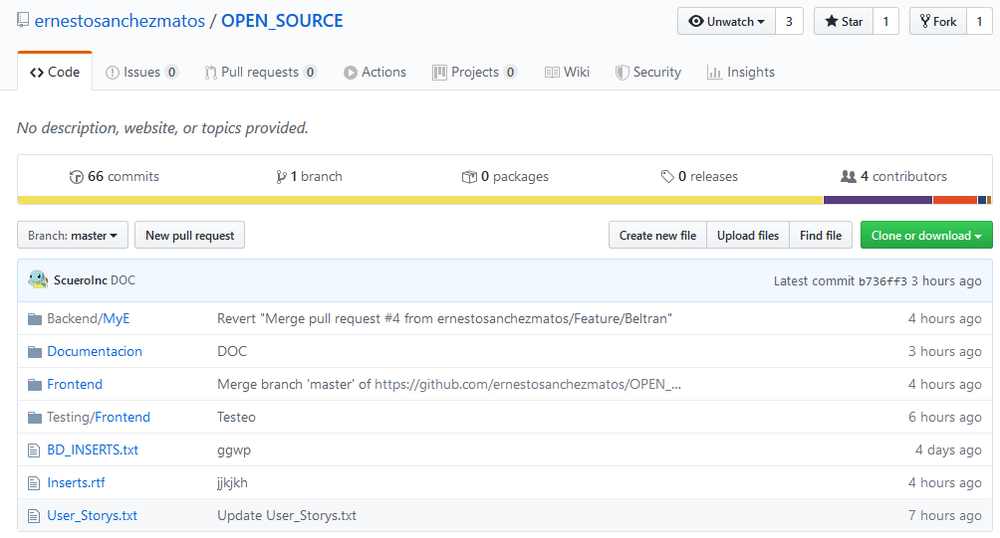 ernestosanchezmatos / OPEN_SOURCE
Unwatch 3 Star 1 Fork 1
Code Issues 0 Pull requests 0 Actions Projects 0 Wiki Security Insights
No description, website, or topics provided.
66 commits 1 branch 0 packages 0 releases 4 contributors
Branch: master New pull request Create new file Upload files Find file Clone or download
ScueroInc DOC Latest commit b736ff3 3 hours ago
Backend/MyE Revert "Merge pull request #4 from ernestosanchezmatos/Feature/Beltran" 4 hours ago
Documentacion DOC 3 hours ago
Frontend Merge branch 'master' of https://github.com/ernestosanchezmatos/OPEN_... 4 hours ago
Testing/Frontend Testeo 6 hours ago
BD_INSERTS.txt ggwp 4 days ago
Inserts.rtf jjkjkh 4 hours ago
User_Storys.txt Update User_Storys.txt 7 hours ago